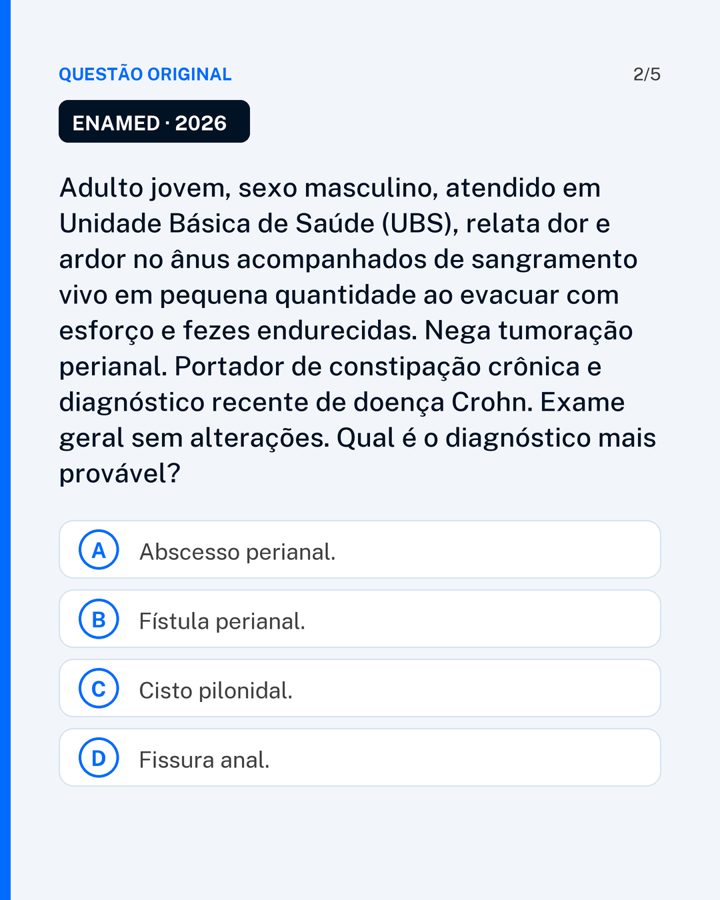 QUESTÃO ORIGINAL
2/5
ENAMED · 2026
Adulto jovem, sexo masculino, atendido em
Unidade Básica de Saúde (UBS), relata dor e
ardor no ânus acompanhados de sangramento
vivo em pequena quantidade ao evacuar com
esforço e fezes endurecidas. Nega tumoração
perianal. Portador de constipação crônica e
diagnóstico recente de doença Crohn. Exame
geral sem alterações. Qual é o diagnóstico mais
provável?
A Abscesso perianal.
B Fístula perianal.
C Cisto pilonidal.
D Fissura anal.